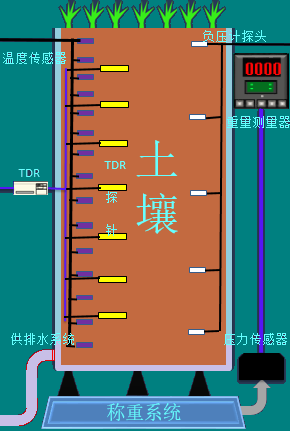 负压计探头
温度传感器
0000
重量测量器
土
壤
TDR
TDR
探
针
供排水系统
压力传感器
称重系统